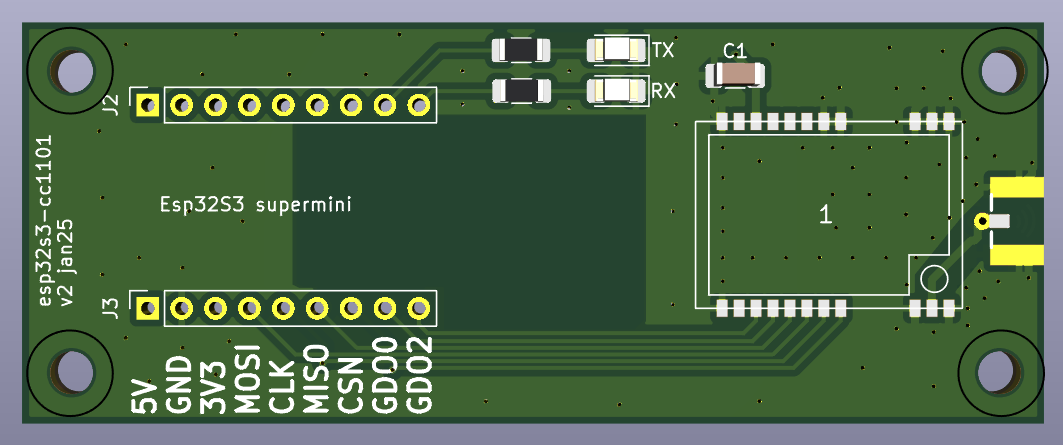 TX
C1
RX
J2
esp32s3-cc1101
v2 jan25
Esp32S3 supermini
1
J3
5V
GND
3V3
MOSI
CLK
MISO
CSN
GDO0
GDO2